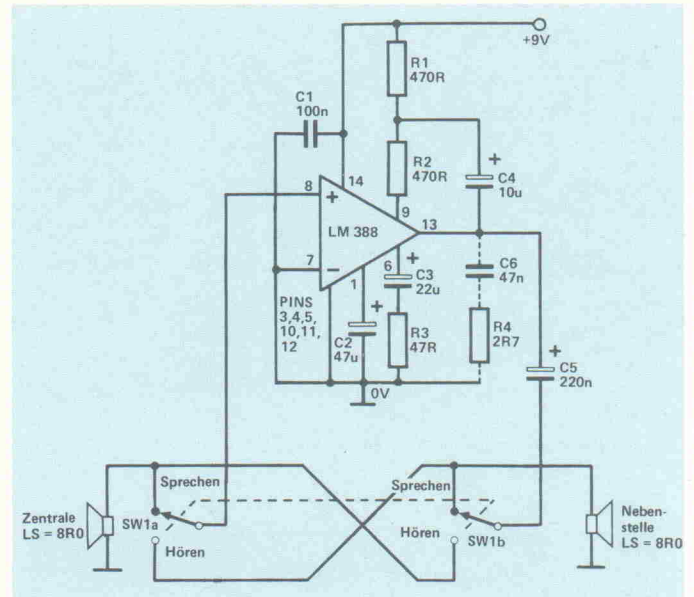 +9V
R1
470R
C1
100n
R2
470R
+
C4
10u
14
8
+
9
13
LM 388
7
−
6
+
C3
22u
C6
47n
1
PINS
3,4,5,
10,11,
12
+
C2
47u
R3
47R
R4
2R7
+
C5
220n
0V
Sprechen
Sprechen
Zentrale
LS = 8R0
SW1a
Hören
Hören
SW1b
Neben-
stelle
LS = 8R0